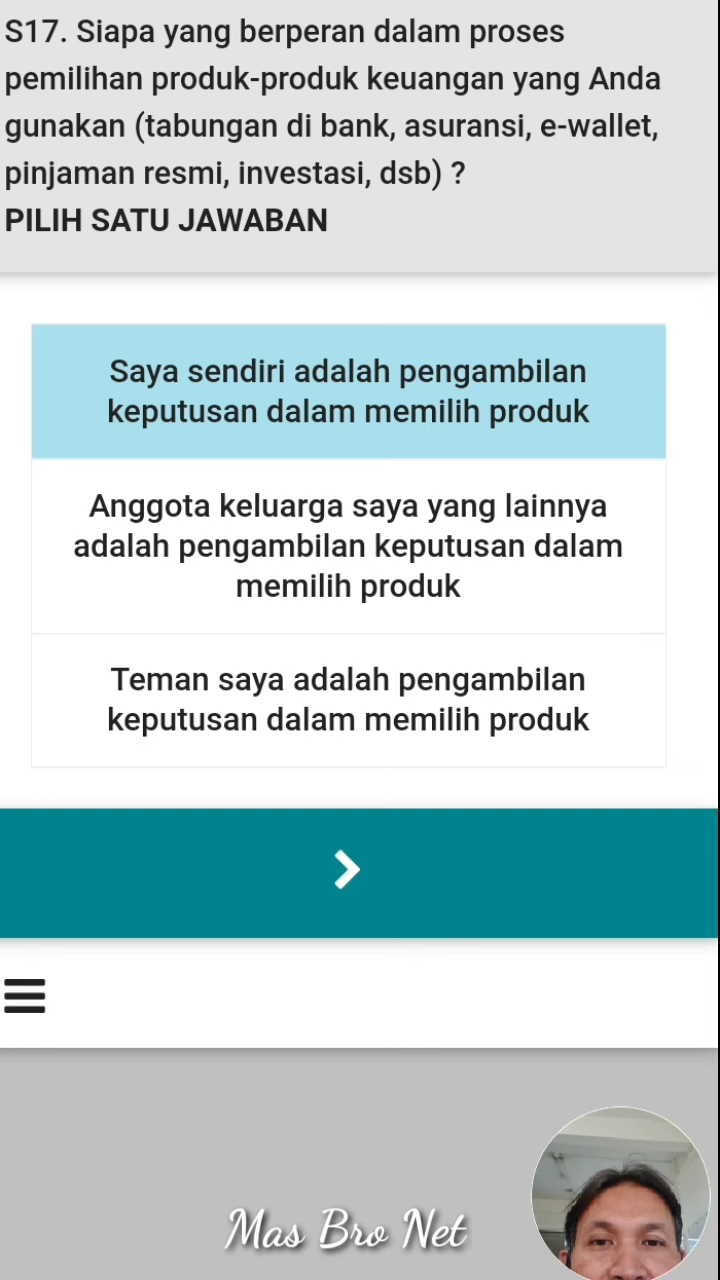 S17. Siapa yang berperan dalam proses
pemilihan produk-produk keuangan yang Anda
gunakan (tabungan di bank, asuransi, e-wallet,
pinjaman resmi, investasi, dsb) ?
PILIH SATU JAWABAN
Saya sendiri adalah pengambilan
keputusan dalam memilih produk
Anggota keluarga saya yang lainnya
adalah pengambilan keputusan dalam
memilih produk
Teman saya adalah pengambilan
keputusan dalam memilih produk
Mas Bro Net